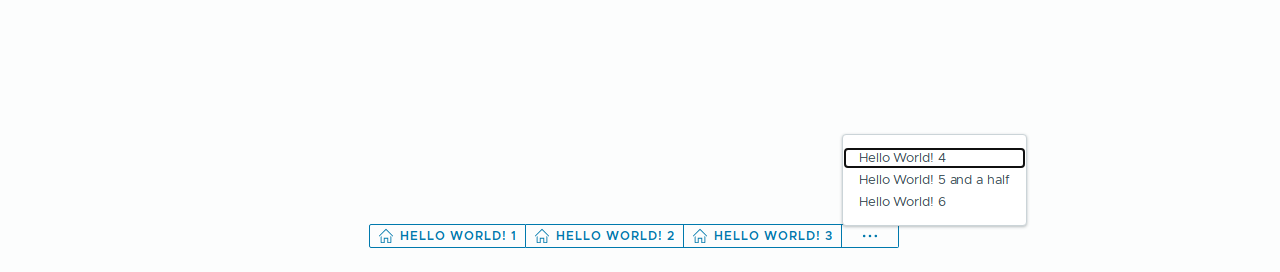 Hello World! 4
Hello World! 5 and a half
Hello World! 6
HELLO WORLD! 1 HELLO WORLD! 2 HELLO WORLD! 3 ...